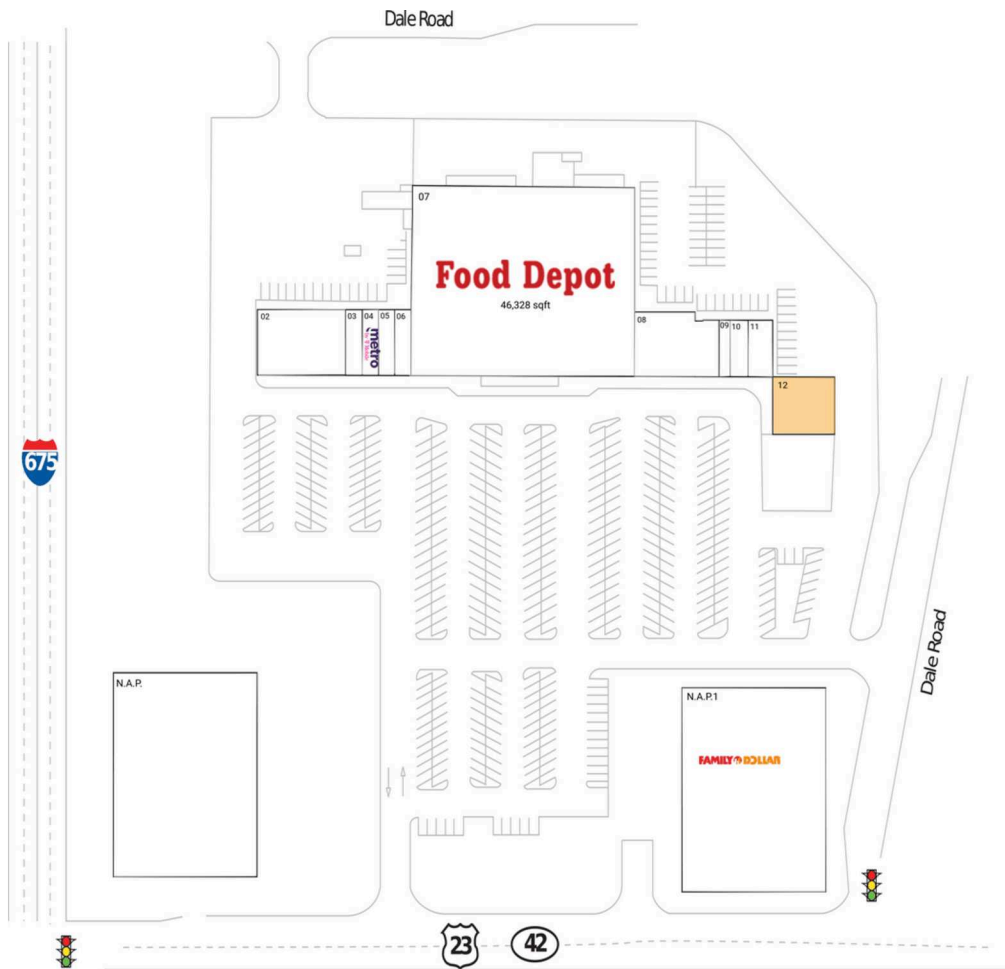 Dale Road
07
Food Depot
46,328 sqft
02
03
04
05
06
metro
08
09
10
11
12
675
Dale Road
N.A.P.
N.A.P.1
FAMILY DOLLAR
23
42